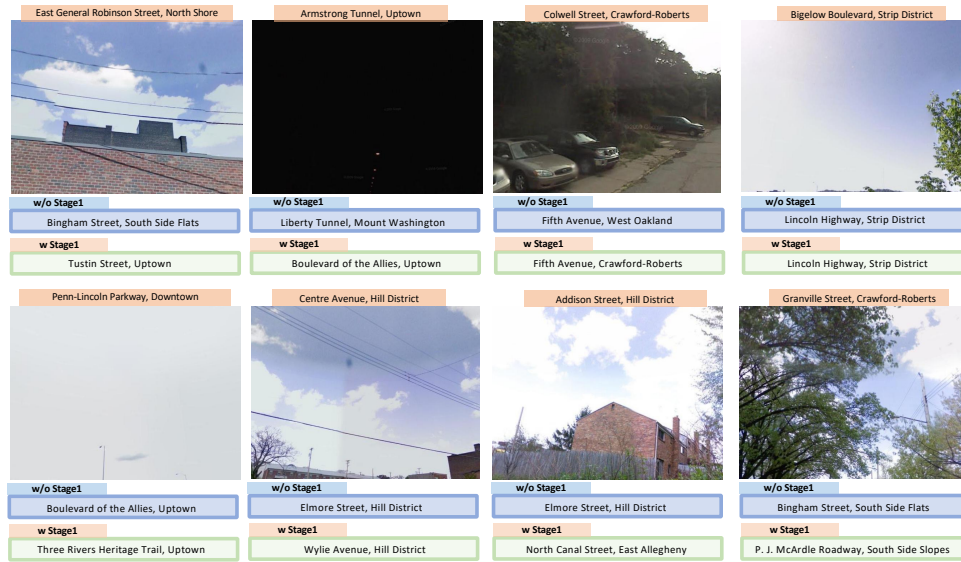 East General Robinson Street, North Shore
Armstrong Tunnel, Uptown
Colwell Street, Crawford-Roberts
Bigelow Boulevard, Strip District
w/o Stage1
w/o Stage1
w/o Stage1
w/o Stage1
Bingham Street, South Side Flats
Liberty Tunnel, Mount Washington
Fifth Avenue, West Oakland
Lincoln Highway, Strip District
w Stage1
w Stage1
w Stage1
w Stage1
Tustin Street, Uptown
Boulevard of the Allies, Uptown
Fifth Avenue, Crawford-Roberts
Lincoln Highway, Strip District
Penn-Lincoln Parkway, Downtown
Centre Avenue, Hill District
Addison Street, Hill District
Granville Street, Crawford-Roberts
w/o Stage1
w/o Stage1
w/o Stage1
w/o Stage1
Boulevard of the Allies, Uptown
Elmore Street, Hill District
Elmore Street, Hill District
Bingham Street, South Side Flats
w Stage1
w Stage1
w Stage1
w Stage1
Three Rivers Heritage Trail, Uptown
Wylie Avenue, Hill District
North Canal Street, East Allegheny
P. J. McArdle Roadway, South Side Slopes